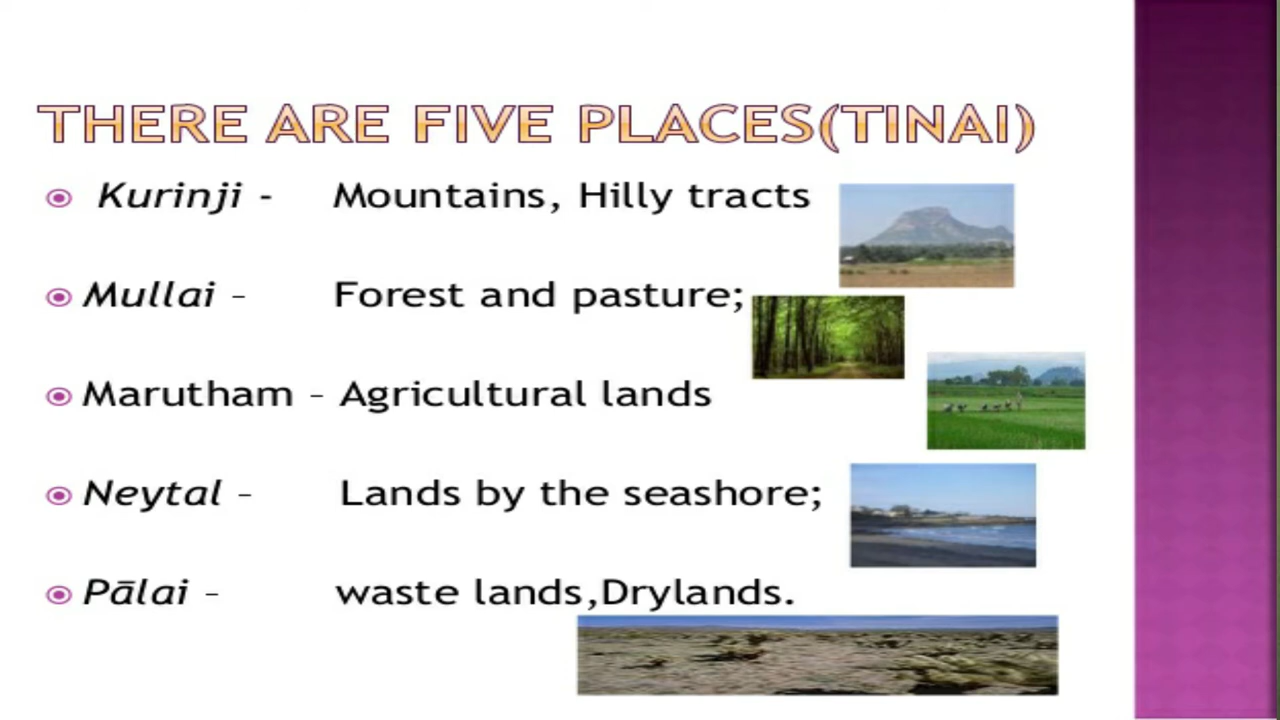 THERE ARE FIVE PLACES(TINAI)
Kurinji - Mountains, Hilly tracts
Mullai – Forest and pasture;
Marutham – Agricultural lands
Neytal – Lands by the seashore;
Pālai – waste lands,Drylands.